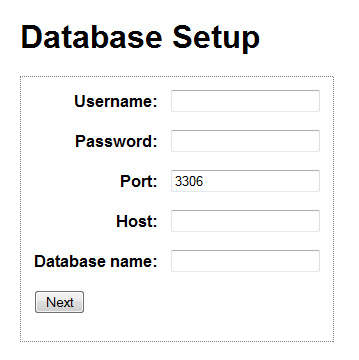 Database Setup
Username:
Password:
Port: 3306
Host:
Database name:
Next